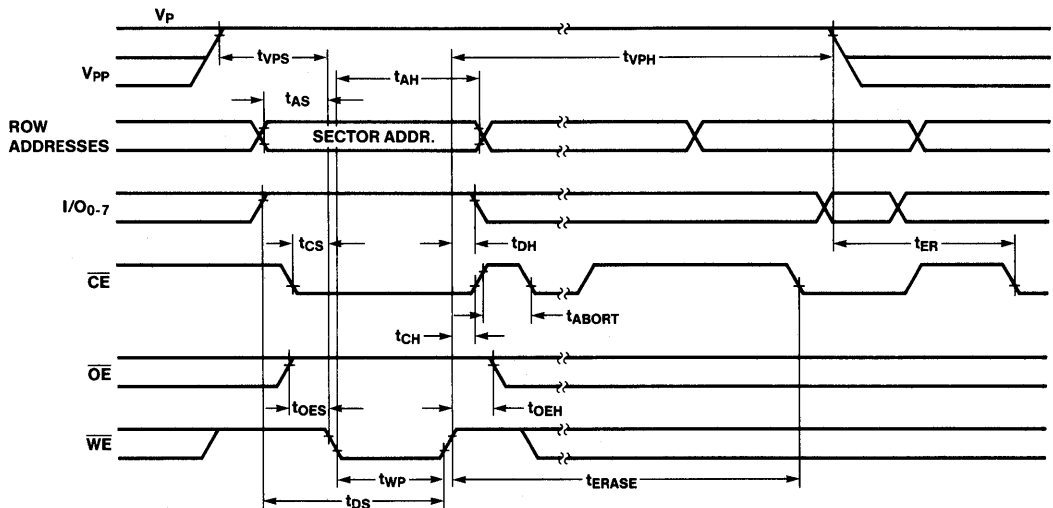 VP
tVPS
tVPH
VPP
tAH
tAS
ROW
ADDRESSES
SECTOR ADDR.
I/O0-7
tCS
tDH
tER
CE
tABORT
tCH
OE
tOES
tOEH
WE
tWP
tERASE
tDS